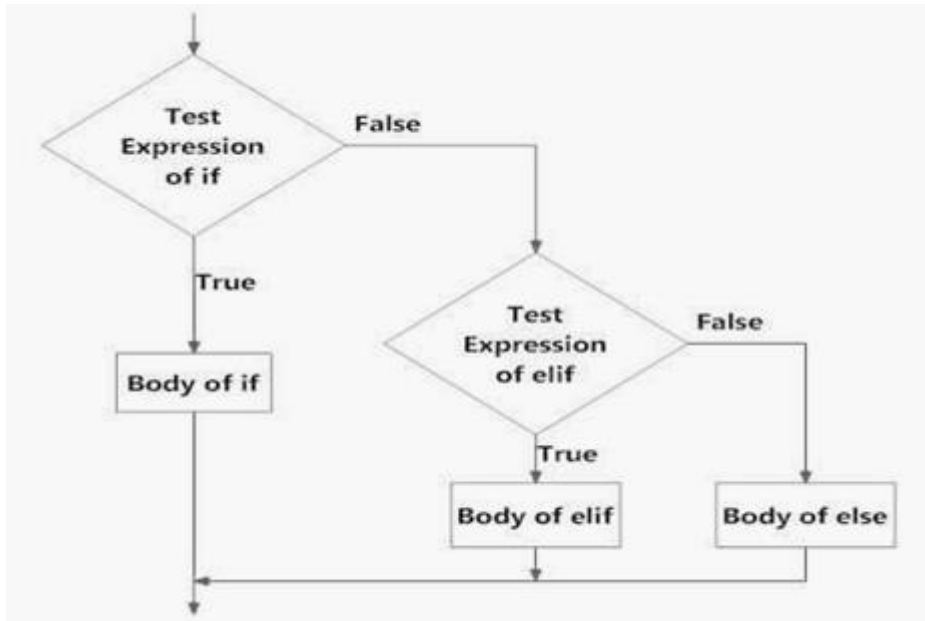 Test
Expression
of if
False
True
Body of if
Test
Expression
of elif
False
True
Body of elif
Body of else